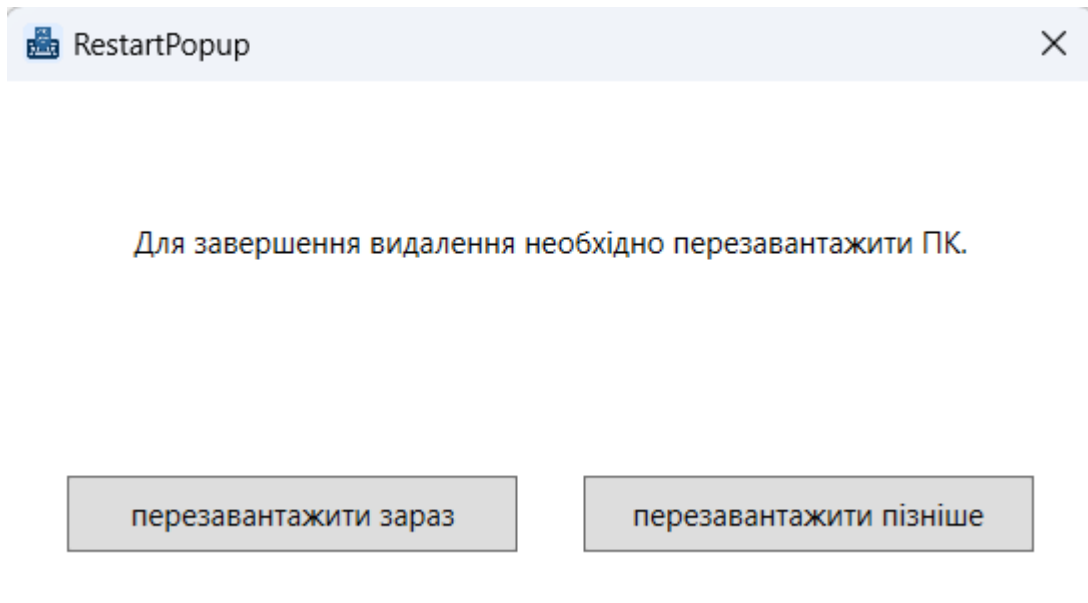 RestartPopup
Для завершення видалення необхідно перезавантажити ПК.
перезавантажити зараз
перезавантажити пізніше